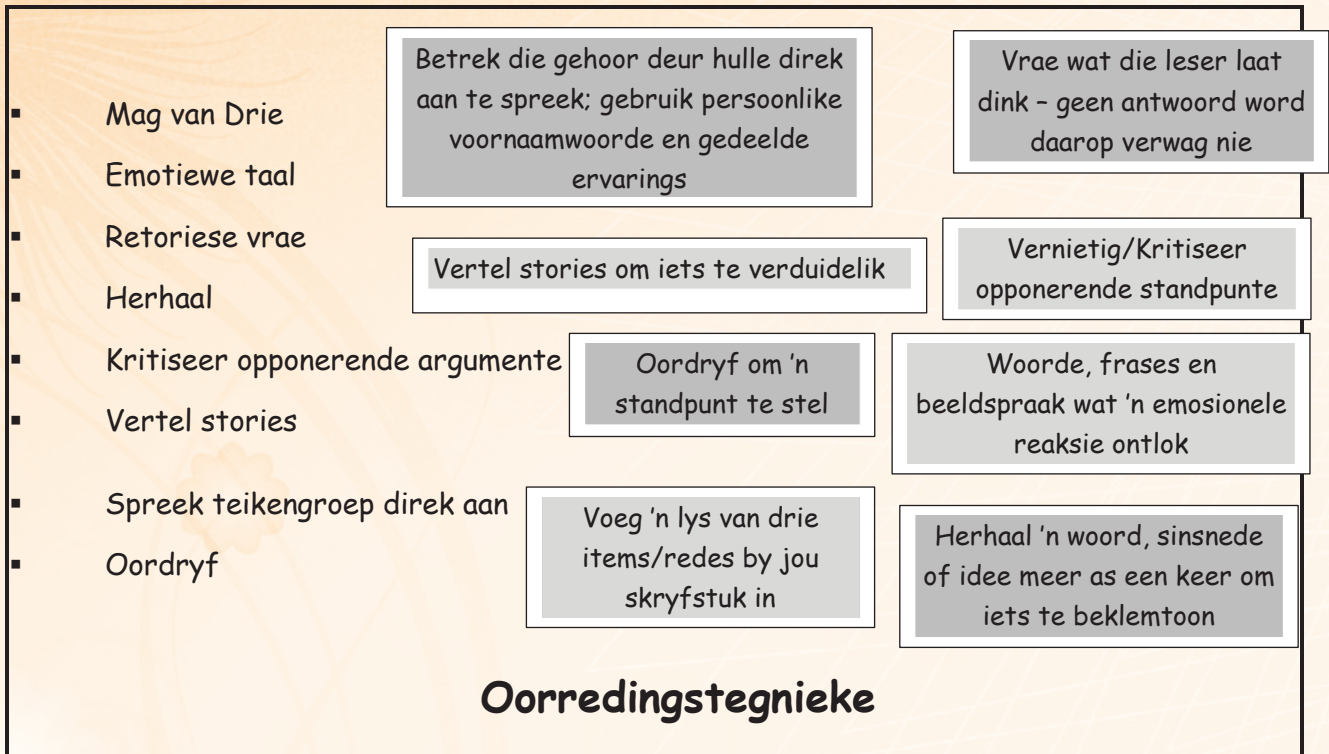 Mag van Drie
Emotiewe taal
Retoriese vrae
Herhaal
Kritiseer opponerende argumente
Vertel stories
Spreek teikengroep direk aan
Oordryf
Betrek die gehoor deur hulle direk
aan te spreek; gebruik persoonlike
voornaamwoorde en gedeelde
ervarings
Vrae wat die leser laat
dink – geen antwoord word
daarop verwag nie
Vertel stories om iets te verduidelik
Vernietig/Kritiseer
opponerende standpunte
Oordryf om ’n
standpunt te stel
Woorde, frases en
beeldspraak wat ’n emosionele
reaksie ontlok
Voeg ’n lys van drie
items/redes by jou
skryfstuk in
Herhaal ’n woord, sinsnede
of idee meer as een keer om
iets te beklemtoon
Oorredingstegnieke